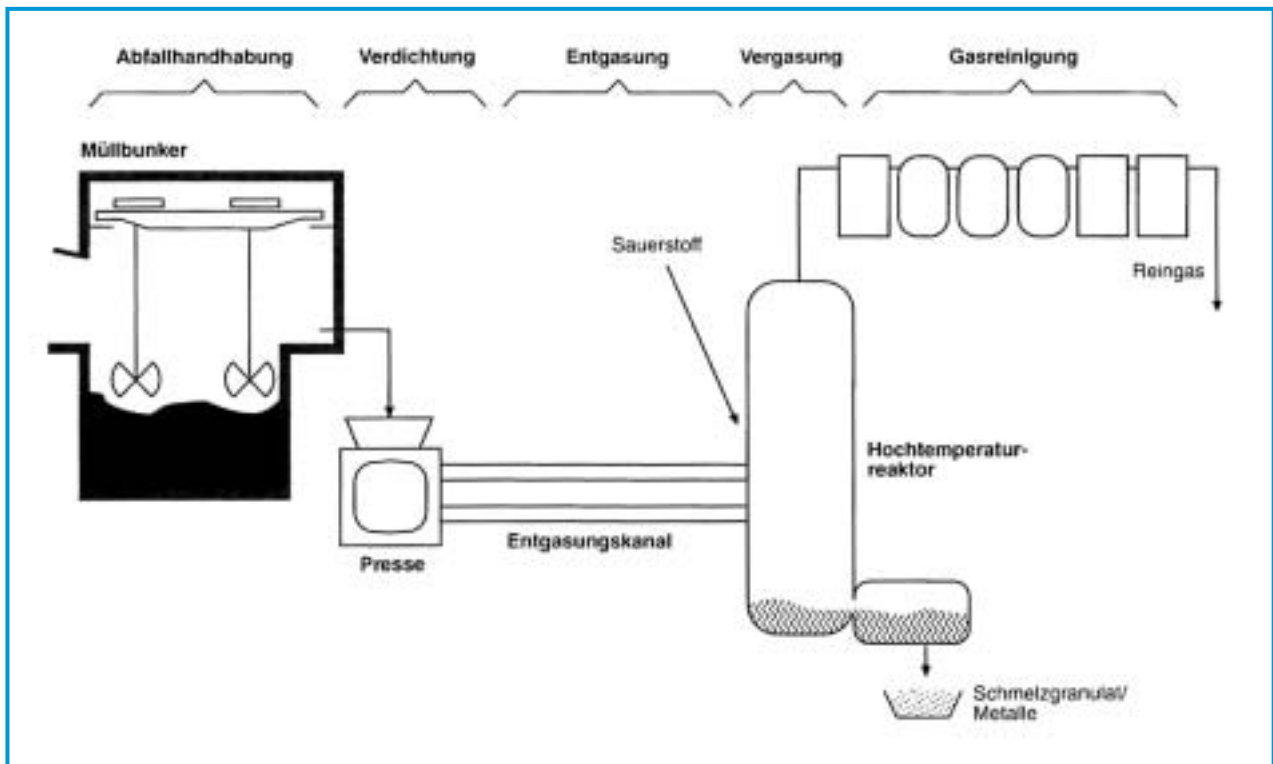 Abfallhandhabung
Verdichtung
Entgasung
Vergasung
Gasreinigung
Müllbunker
Sauerstoff
Reingas
Hochtemperatur-
reaktor
Entgasungskanal
Presse
Schmelzgranulat/
Metalle